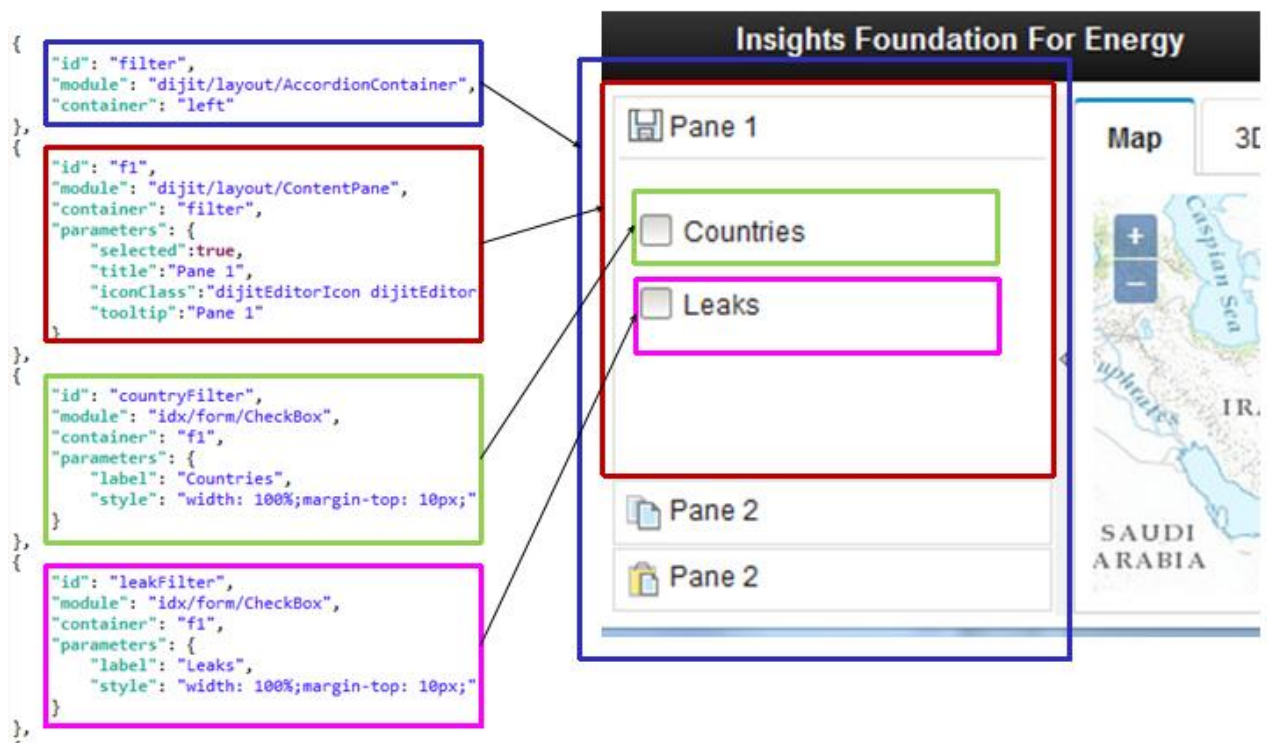 {
"id": "filter",
"module": "dijit/layout/AccordionContainer",
"container": "left"
},
{
"id": "f1",
"module": "dijit/layout/ContentPane",
"container": "filter",
"parameters": {
"selected":true,
"title":"Pane 1",
"iconClass":"dijitEditorIcon dijitEditor
"tooltip":"Pane 1"
}
},
{
"id": "countryFilter",
"module": "idx/form/CheckBox",
"container": "f1",
"parameters": {
"label": "Countries",
"style": "width: 100%;margin-top: 10px;"
}
},
{
"id": "leakFilter",
"module": "idx/form/CheckBox",
"container": "f1",
"parameters": {
"label": "Leaks",
"style": "width: 100%;margin-top: 10px;"
}
},
Insights Foundation For Energy
Pane 1
Countries
Leaks
Pane 2
Pane 2
Map
3D
+
−
Caspian Sea
Euphrates
IR
SAUDI
ARABIA